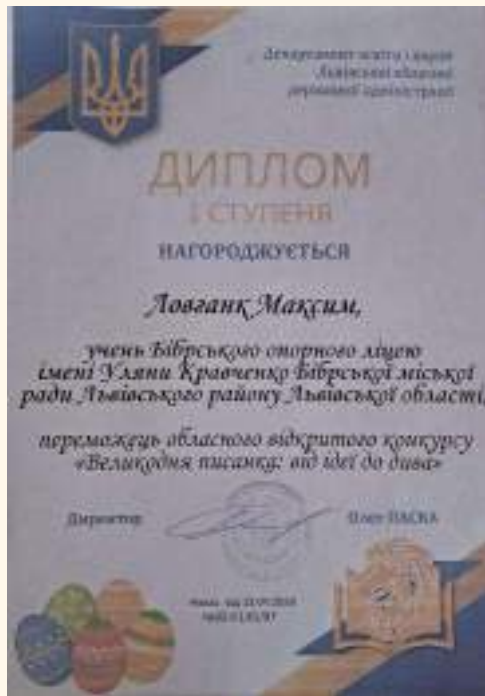 Департамент освіти і науки
Львівської обласної
державної адміністрації
ДИПЛОМ
І СТУПЕНЯ
НАГОРОДЖУЄТЬСЯ
Ловганк Максим,
учень Бібрського опорного ліцею
імені Уляни Кравченко Бібрської міської
ради Львівського району Львівської області,
переможець обласного відкритого конкурсу
«Великодня писанка: від ідеї до дива»
Директор Олег ПАСКА
Наказ від